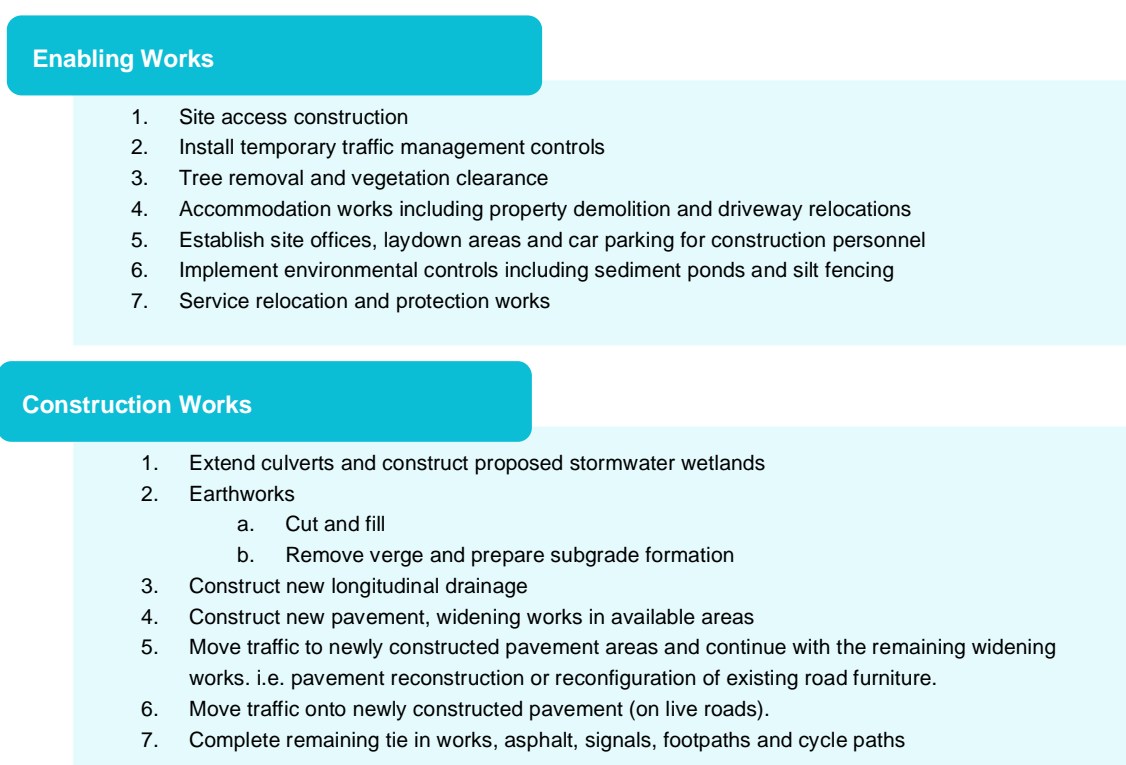 Enabling Works
1. Site access construction
2. Install temporary traffic management controls
3. Tree removal and vegetation clearance
4. Accommodation works including property demolition and driveway relocations
5. Establish site offices, laydown areas and car parking for construction personnel
6. Implement environmental controls including sediment ponds and silt fencing
7. Service relocation and protection works
Construction Works
1. Extend culverts and construct proposed stormwater wetlands
2. Earthworks
a. Cut and fill
b. Remove verge and prepare subgrade formation
3. Construct new longitudinal drainage
4. Construct new pavement, widening works in available areas
5. Move traffic to newly constructed pavement areas and continue with the remaining widening
works. i.e. pavement reconstruction or reconfiguration of existing road furniture.
6. Move traffic onto newly constructed pavement (on live roads).
7. Complete remaining tie in works, asphalt, signals, footpaths and cycle paths